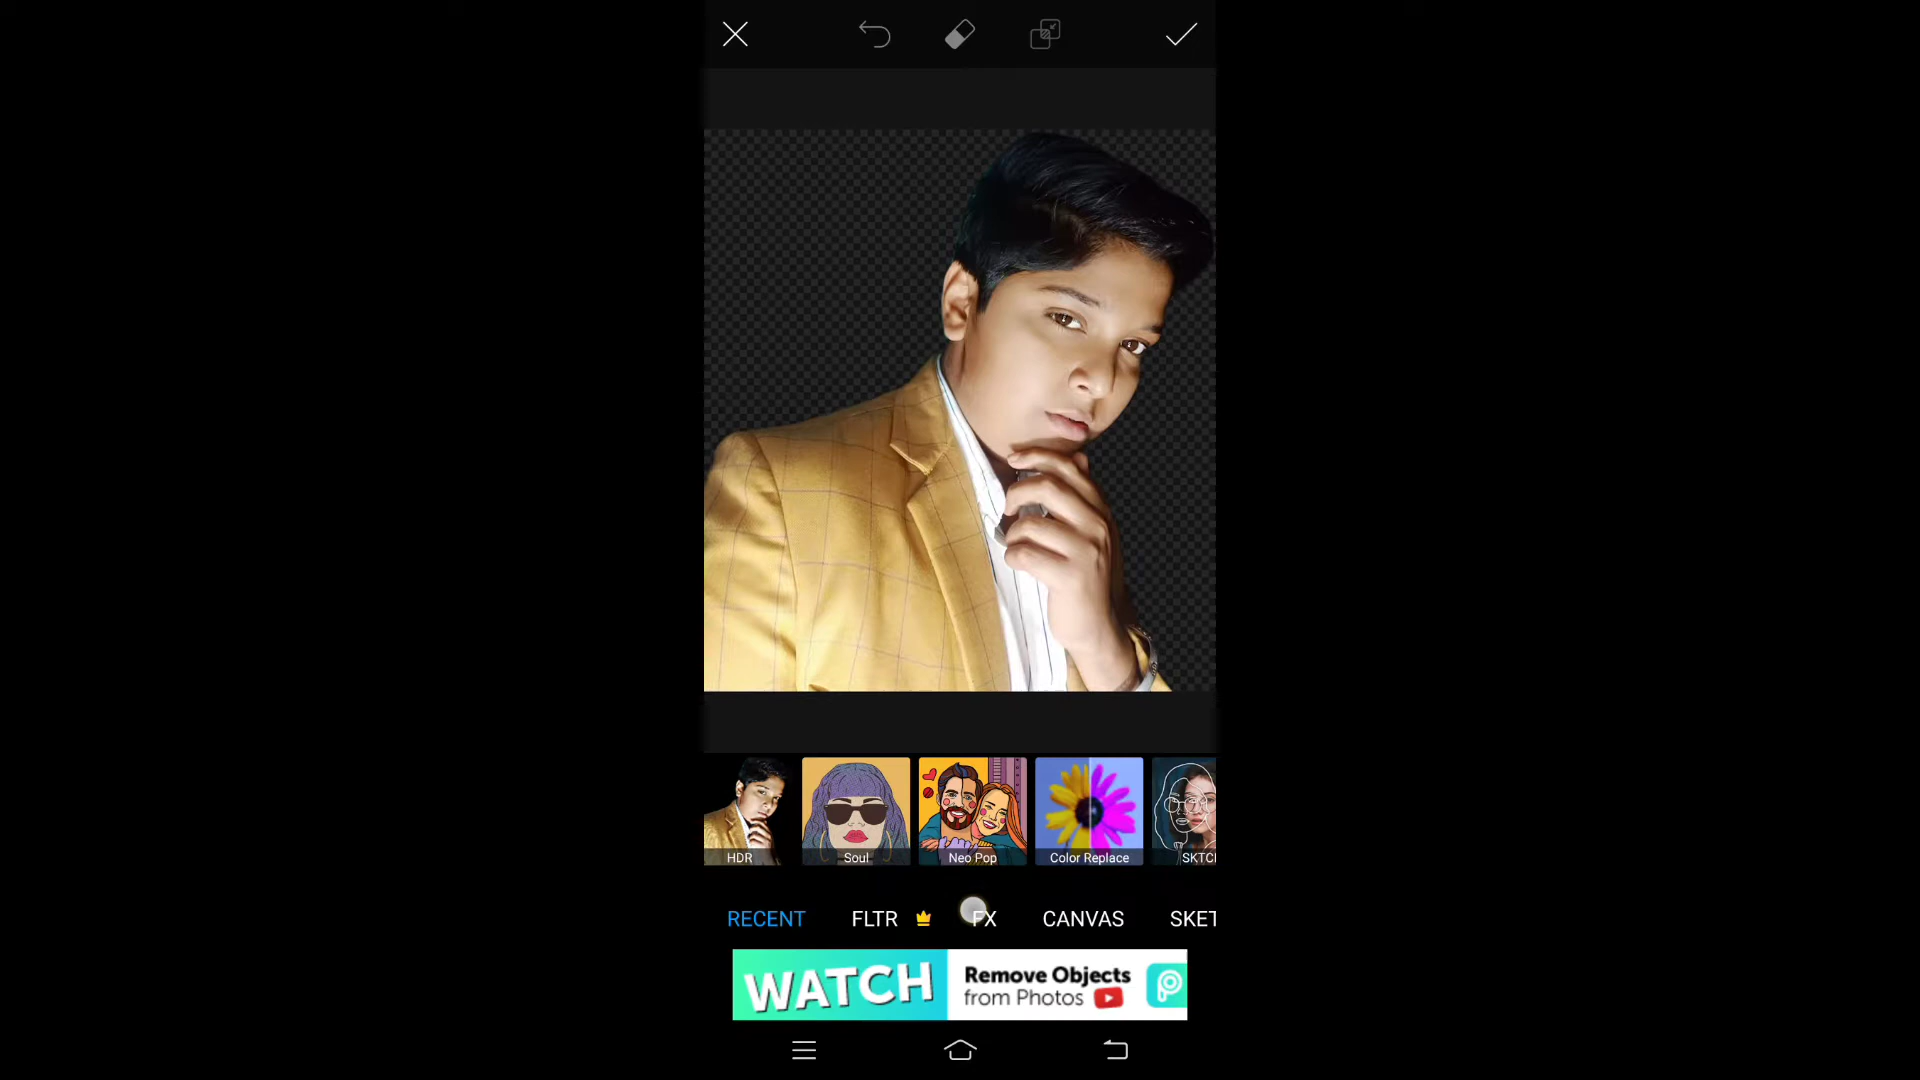 HDR
Soul
Neo Pop
Color Replace
RECENT
FLTR
FX
CANVAS
WATCH
Remove Objects
from Photos